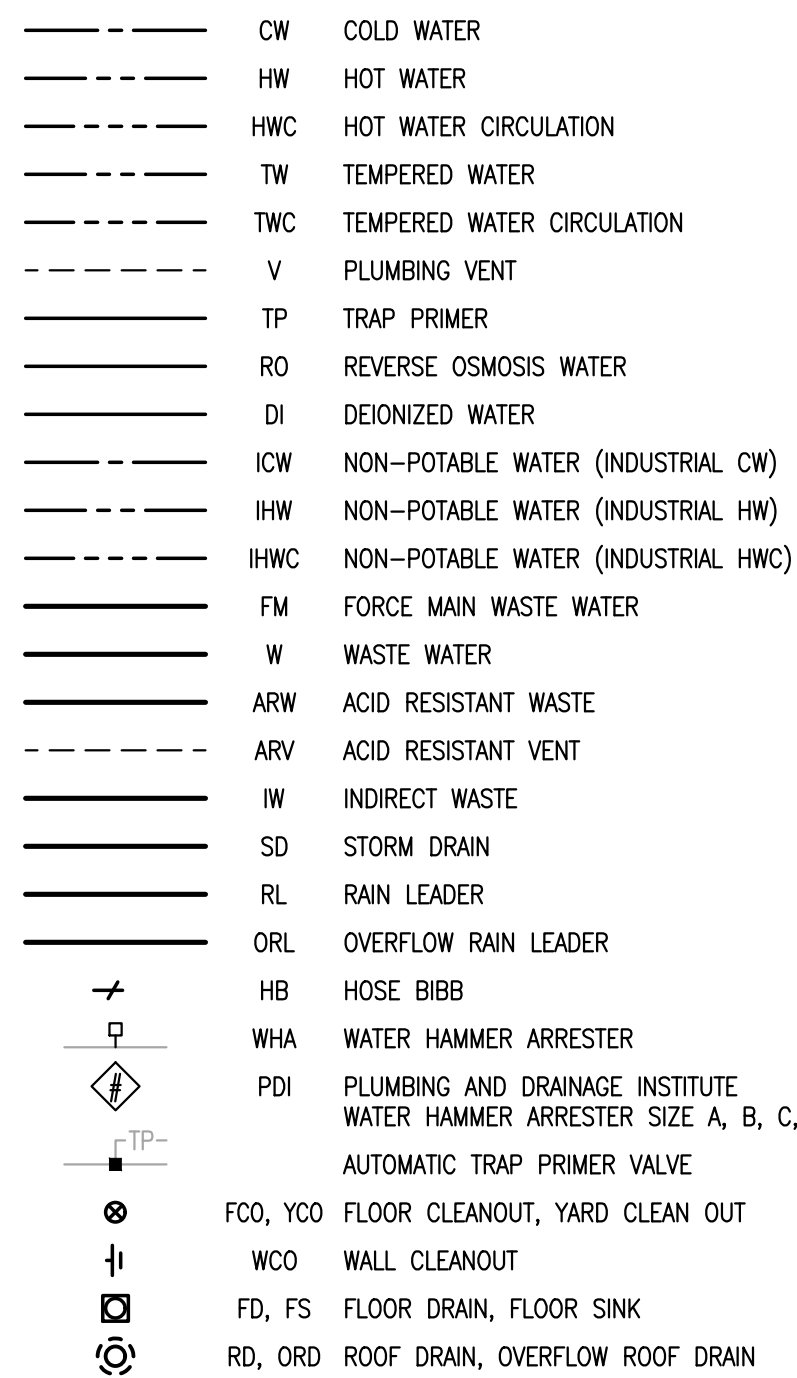 CW COLD WATER
HW HOT WATER
HWC HOT WATER CIRCULATION
TW TEMPERED WATER
TWC TEMPERED WATER CIRCULATION
V PLUMBING VENT
TP TRAP PRIMER
RO REVERSE OSMOSIS WATER
DI DEIONIZED WATER
ICW NON-POTABLE WATER (INDUSTRIAL CW)
IHW NON-POTABLE WATER (INDUSTRIAL HW)
IHWC NON-POTABLE WATER (INDUSTRIAL HWC)
FM FORCE MAIN WASTE WATER
W WASTE WATER
ARW ACID RESISTANT WASTE
ARV ACID RESISTANT VENT
IW INDIRECT WASTE
SD STORM DRAIN
RL RAIN LEADER
ORL OVERFLOW RAIN LEADER
HB HOSE BIBB
WHA WATER HAMMER ARRESTER
# PDI PLUMBING AND DRAINAGE INSTITUTE
WATER HAMMER ARRESTER SIZE A, B, C,
TP
AUTOMATIC TRAP PRIMER VALVE
FCO, YCO FLOOR CLEANOUT, YARD CLEAN OUT
WCO WALL CLEANOUT
FD, FS FLOOR DRAIN, FLOOR SINK
RD, ORD ROOF DRAIN, OVERFLOW ROOF DRAIN